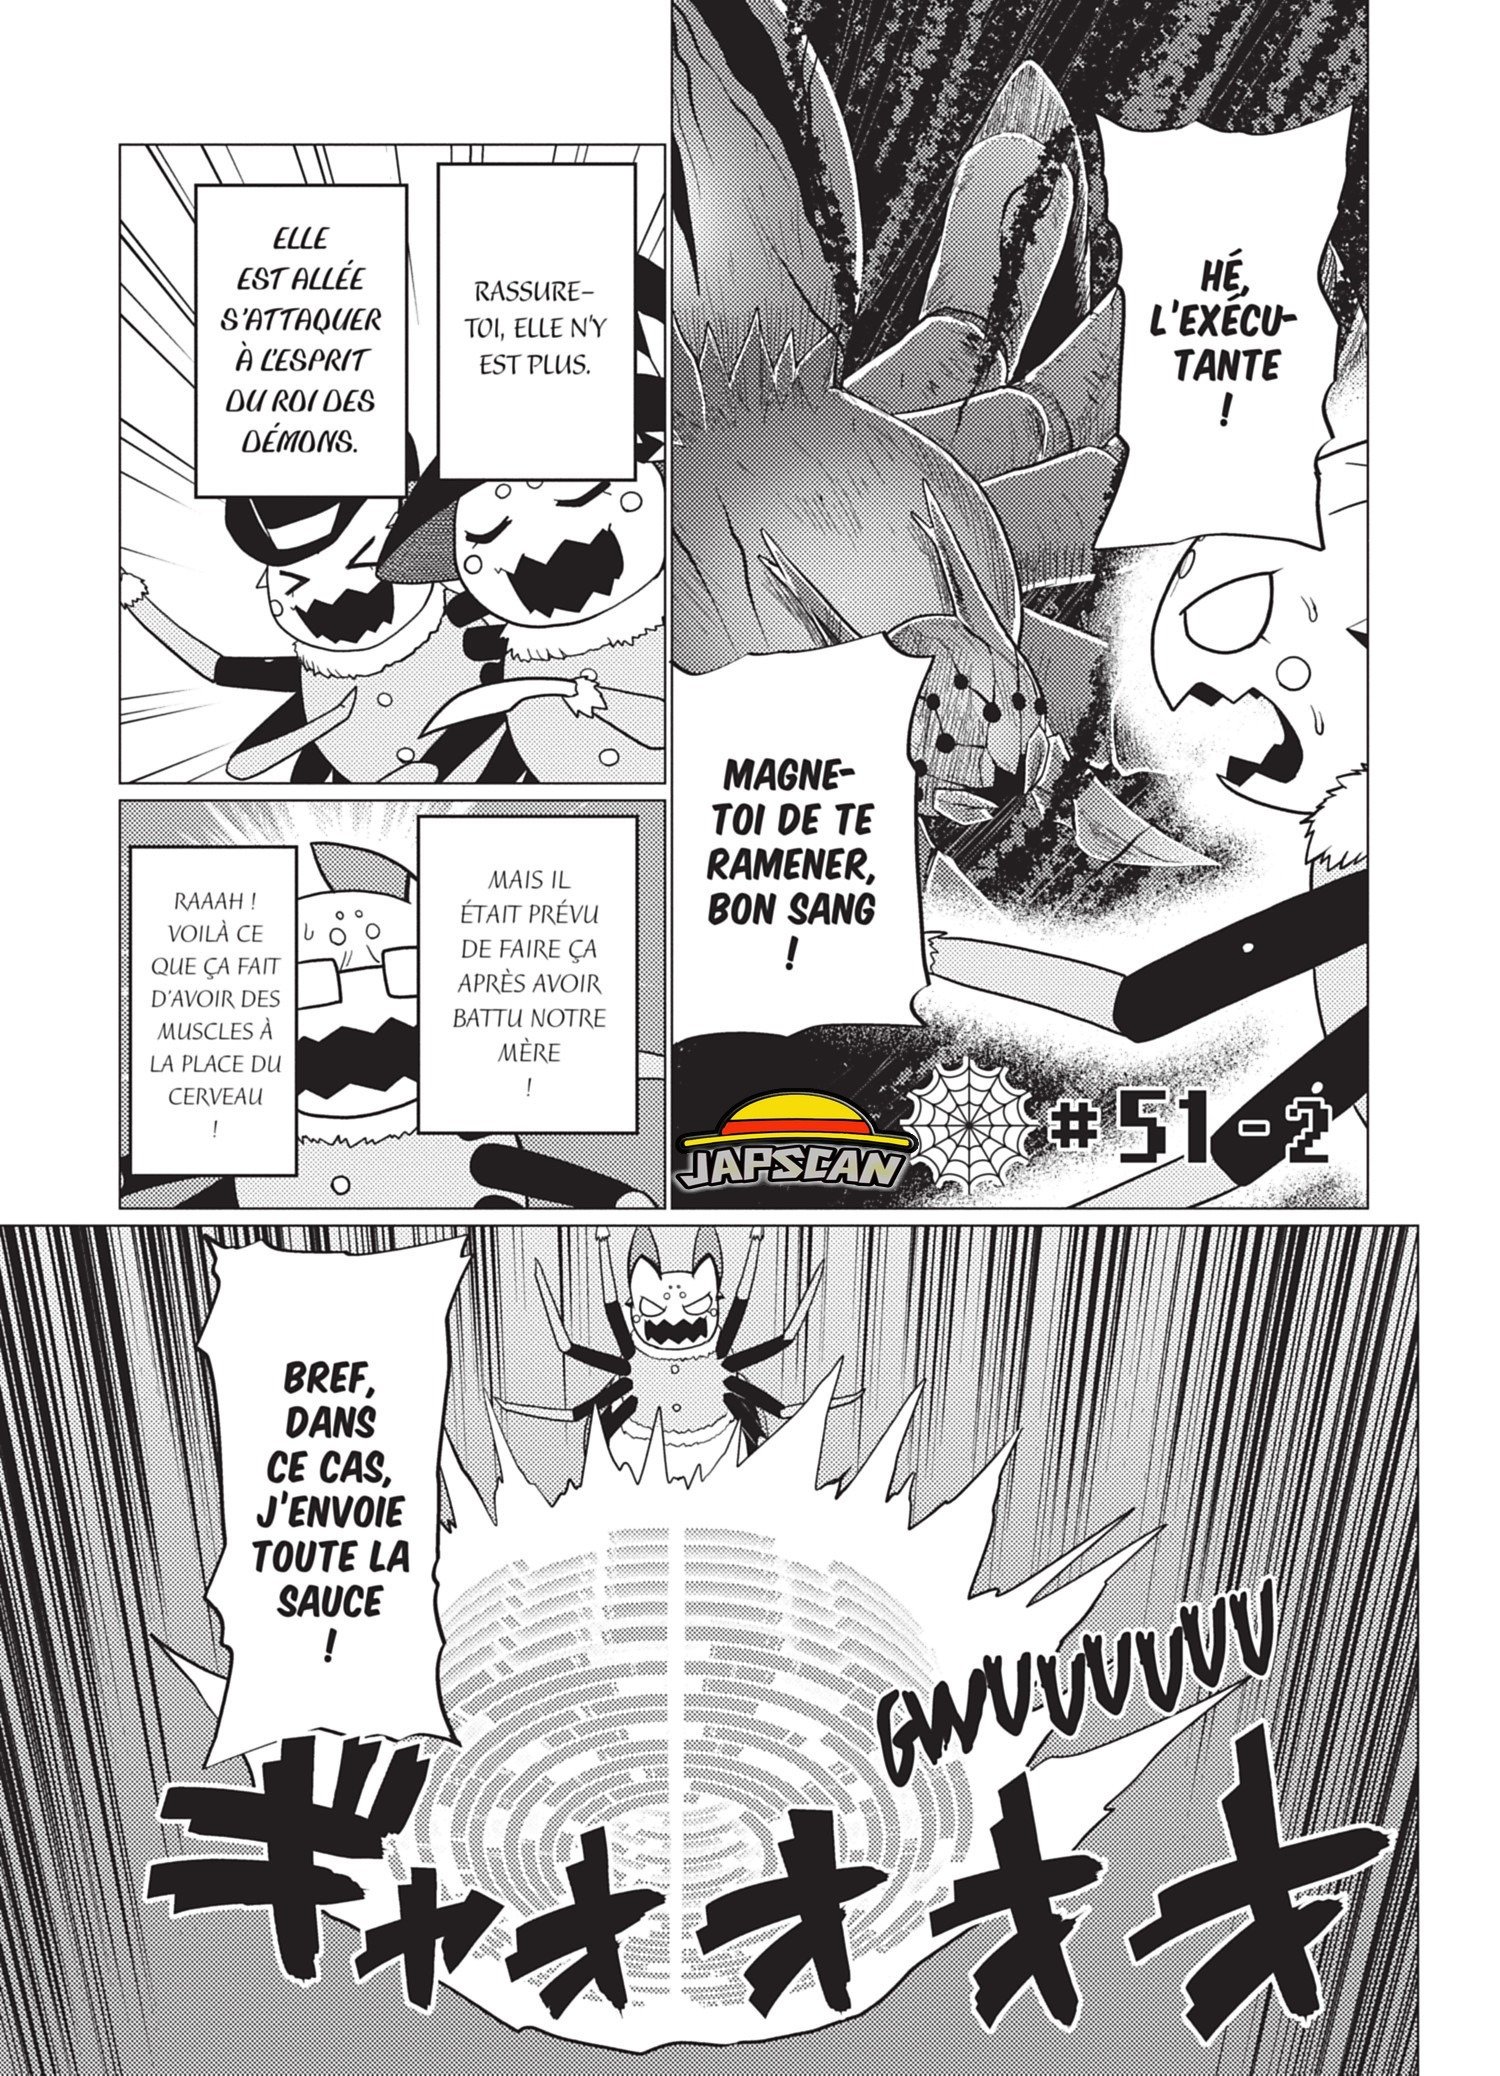 HÉ,
L'EXÉCU-
TANTE
!
MAGNE-
TOI DE TE
RAMENER,
BON SANG
!
JAPSCAN
#51-2
RASSURE-
TOI, ELLE N'Y
EST PLUS.
ELLE
EST ALLÉE
S'ATTAQUER
À L'ESPRIT
DU ROI DES
DÉMONS.
MAIS IL
ÉTAIT PRÉVU
DE FAIRE ÇA
APRÈS AVOIR
BATTU NOTRE
MÈRE
!
RAAAH !
VOILÀ CE
QUE ÇA FAIT
D'AVOIR DES
MUSCLES À
LA PLACE DU
CERVEAU
!
BREF,
DANS
CE CAS,
J'ENVOIE
TOUTE LA
SAUCE
!
GWUUUUUUU
ギャオオオオ